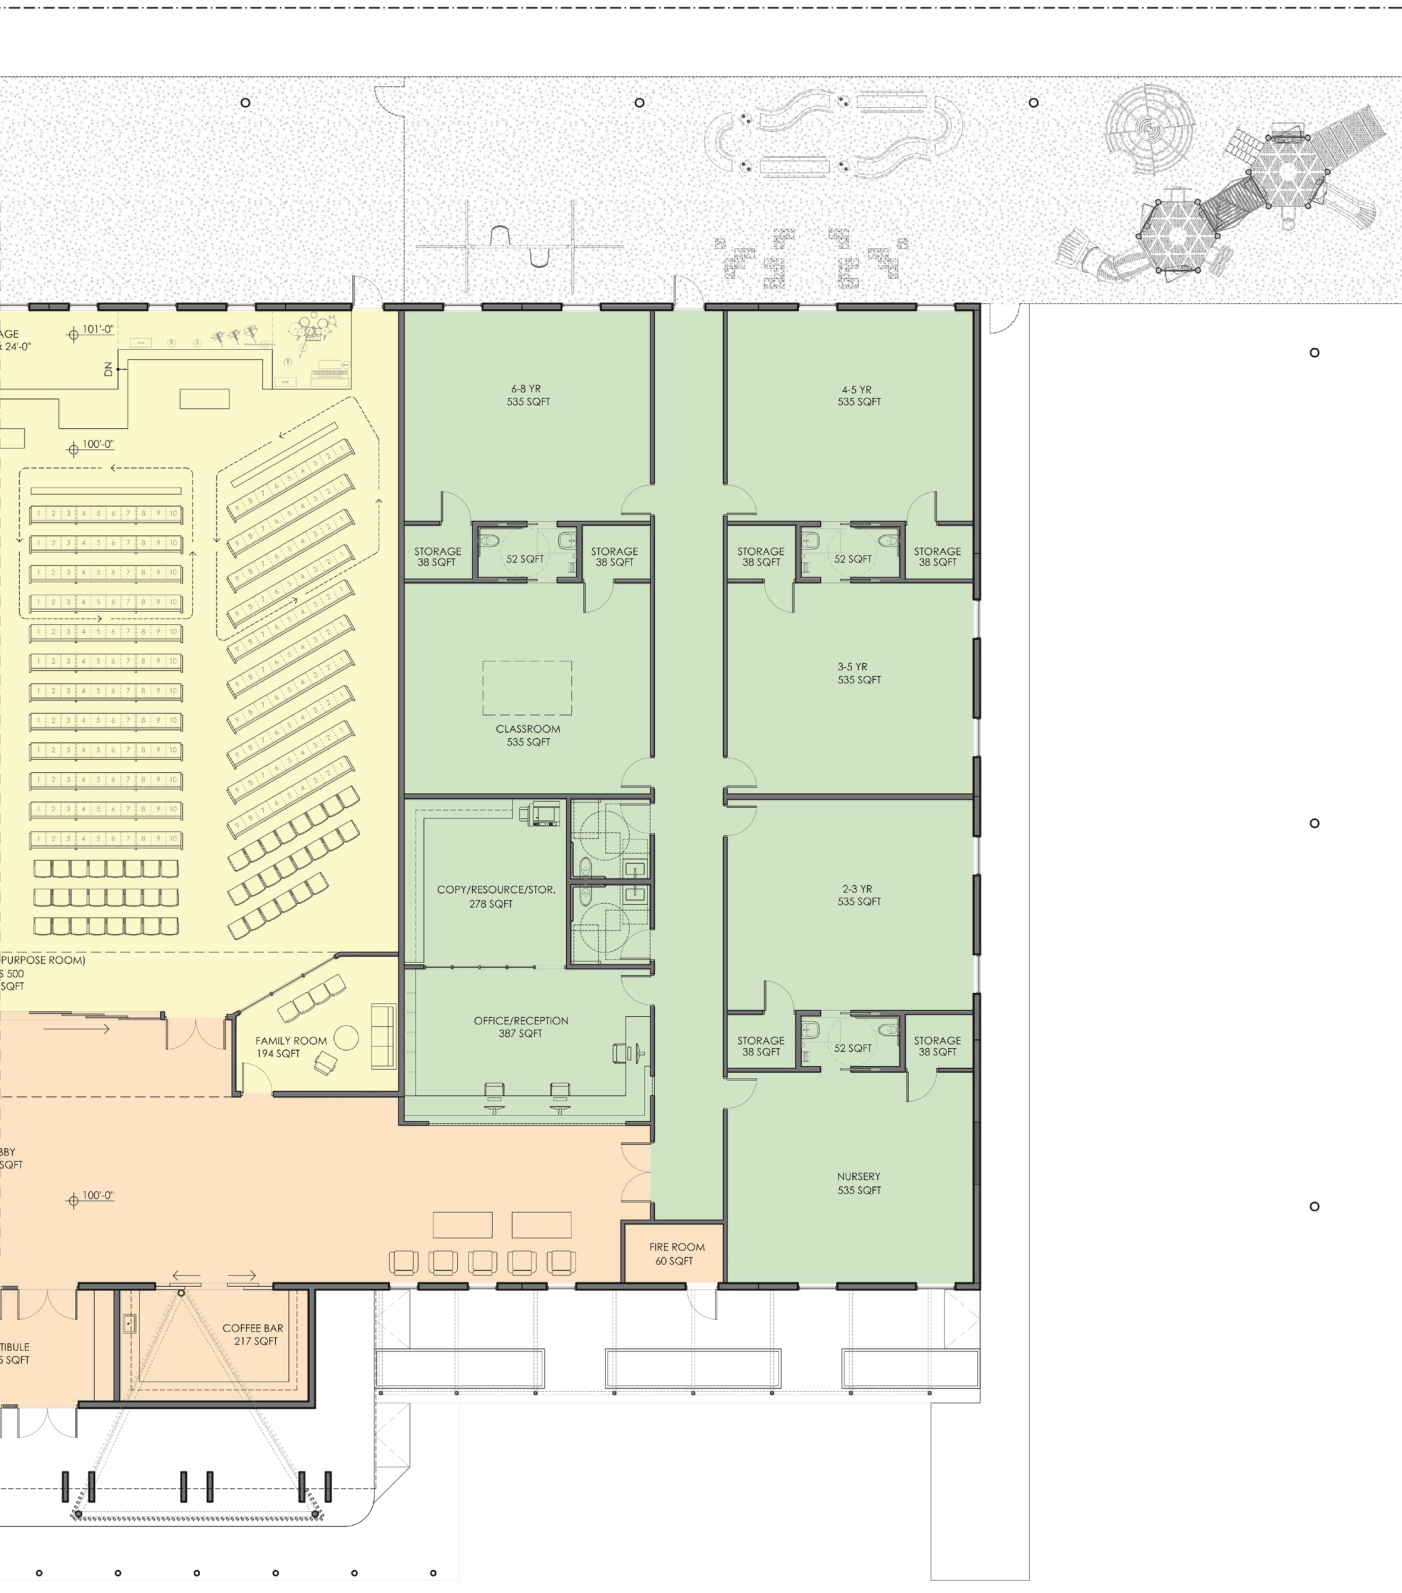 AGE
x 24'-0"
101'-0"
DN
100'-0"
6-8 YR
535 SQFT
4-5 YR
535 SQFT
STORAGE
38 SQFT
52 SQFT
STORAGE
38 SQFT
STORAGE
38 SQFT
52 SQFT
STORAGE
38 SQFT
CLASSROOM
535 SQFT
3-5 YR
535 SQFT
COPY/RESOURCE/STOR.
278 SQFT
2-3 YR
535 SQFT
PURPOSE ROOM)
S 500
SQFT
FAMILY ROOM
194 SQFT
OFFICE/RECEPTION
387 SQFT
STORAGE
38 SQFT
52 SQFT
STORAGE
38 SQFT
BBY
SQFT
100'-0"
NURSERY
535 SQFT
FIRE ROOM
60 SQFT
COFFEE BAR
217 SQFT
TIBULE
5 SQFT